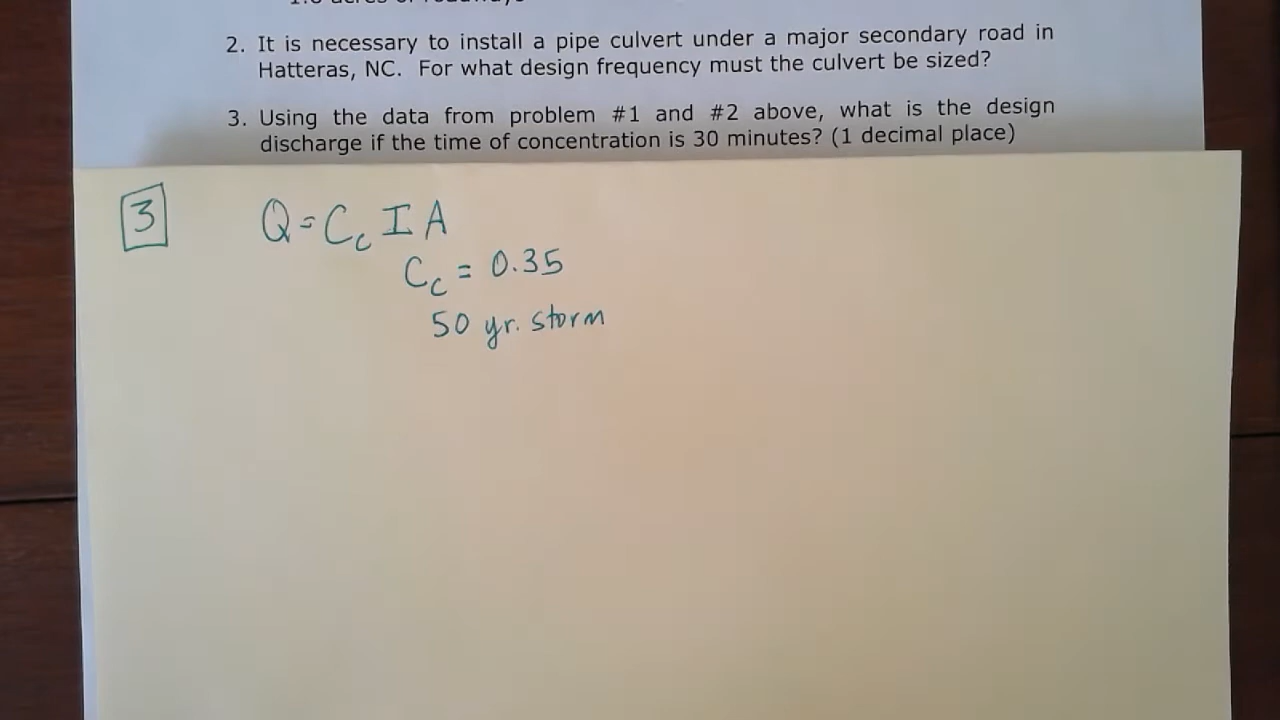 2. It is necessary to install a pipe culvert under a major secondary road in
Hatteras, NC. For what design frequency must the culvert be sized?
3. Using the data from problem #1 and #2 above, what is the design
discharge if the time of concentration is 30 minutes? (1 decimal place)
3
Q = Cc I A
Cc = 0.35
50 yr. storm